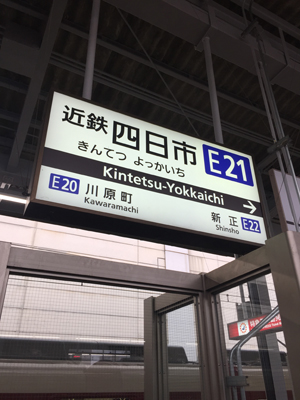 近鉄四日市 E21
きんてつ よっかいち
Kintetsu-Yokkaichi
E20 川原町
Kawaramachi
新正 E22
Shinsho